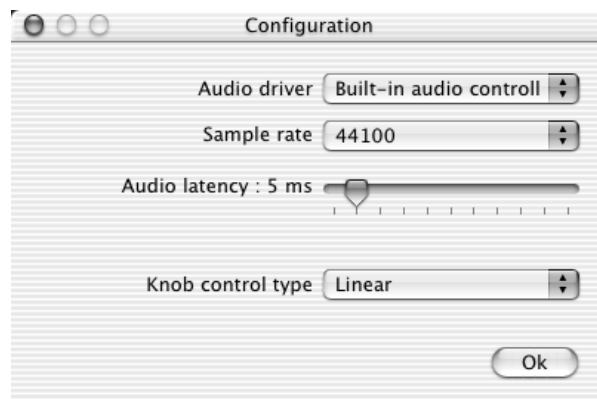 Configuration
Audio driver Built-in audio controll
Sample rate 44100
Audio latency : 5 ms
Knob control type Linear
Ok